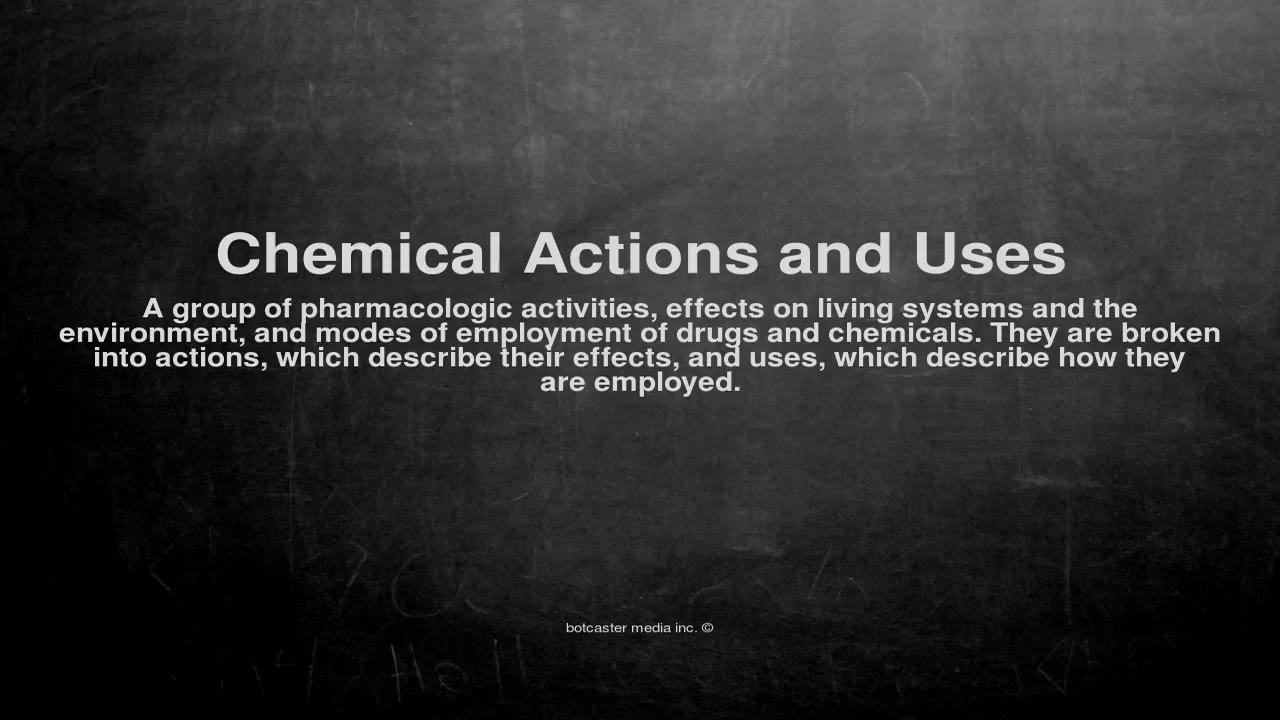 Chemical Actions and Uses
A group of pharmacologic activities, effects on living systems and the
environment, and modes of employment of drugs and chemicals. They are broken
into actions, which describe their effects, and uses, which describe how they
are employed.
botcaster media inc. ©